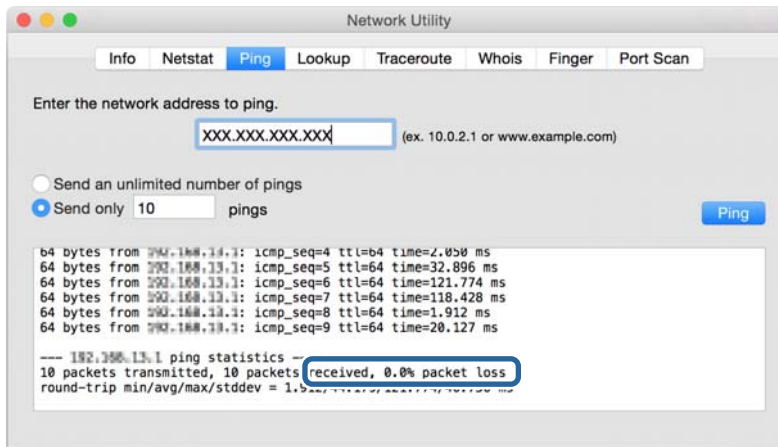 Network Utility
Info Netstat Ping Lookup Traceroute Whois Finger Port Scan
Enter the network address to ping.
XXX.XXX.XXX.XXX (ex. 10.0.2.1 or www.example.com)
Send an unlimited number of pings
Send only 10 pings
Ping
64 bytes from icmp_seq=4 ttl=64 time=2.050 ms
64 bytes from icmp_seq=5 ttl=64 time=32.896 ms
64 bytes from icmp_seq=6 ttl=64 time=121.774 ms
64 bytes from icmp_seq=7 ttl=64 time=118.428 ms
64 bytes from icmp_seq=8 ttl=64 time=1.912 ms
64 bytes from icmp_seq=9 ttl=64 time=20.127 ms
--- ping statistics --
10 packets transmitted, 10 packets received, 0.0% packet loss
round-trip min/avg/max/stddev = ms